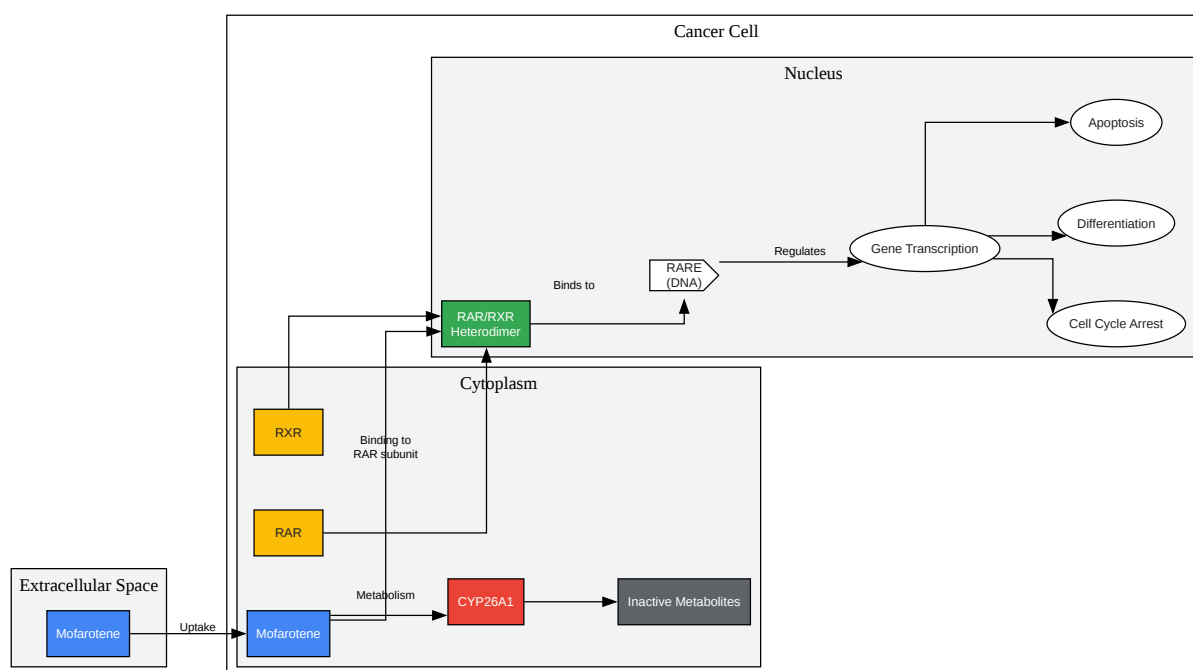 Cancer Cell
Nucleus
Apoptosis
Differentiation
Gene Transcription
Regulates
RARE
(DNA)
Binds to
RAR/RXR
Heterodimer
Cell Cycle Arrest
Cytoplasm
RXR
Binding to
RAR subunit
RAR
Extracellular Space
Mofarotene
Uptake
Mofarotene
Metabolism
CYP26A1
Inactive Metabolites